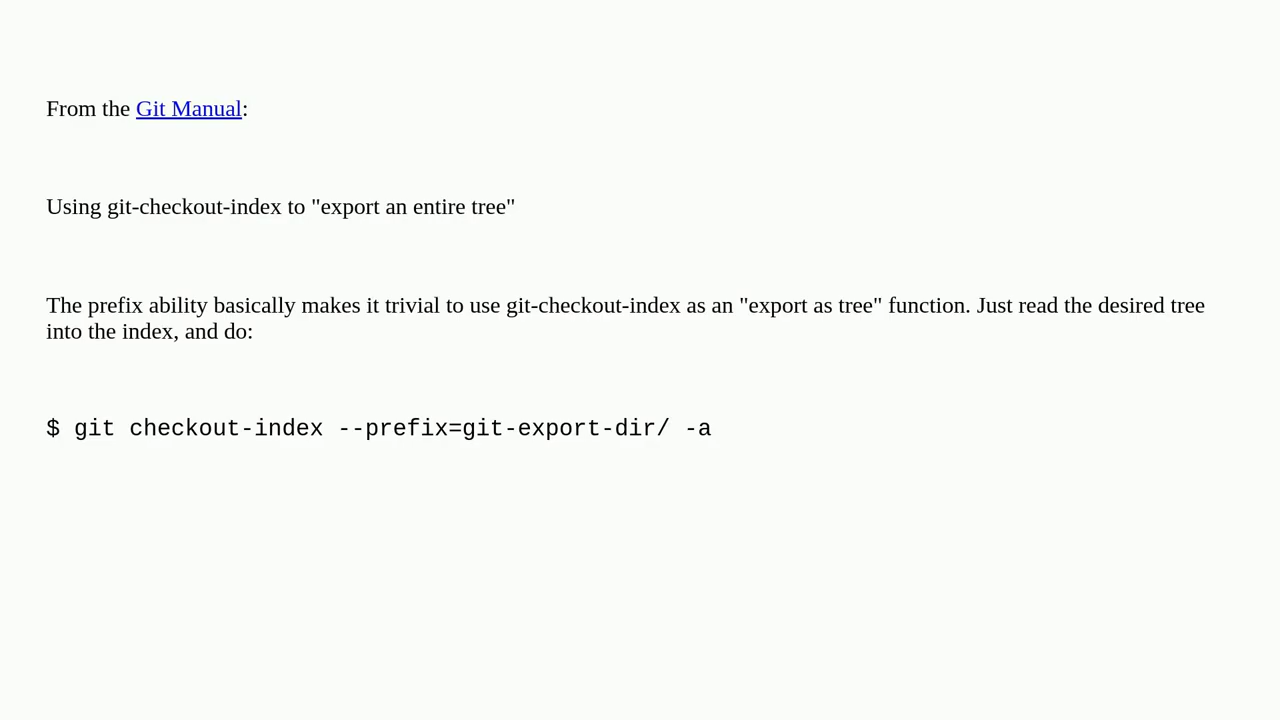 From the Git Manual:
Using git-checkout-index to "export an entire tree"
The prefix ability basically makes it trivial to use git-checkout-index as an "export as tree" function. Just read the desired tree
into the index, and do:
$ git checkout-index --prefix=git-export-dir/ -a